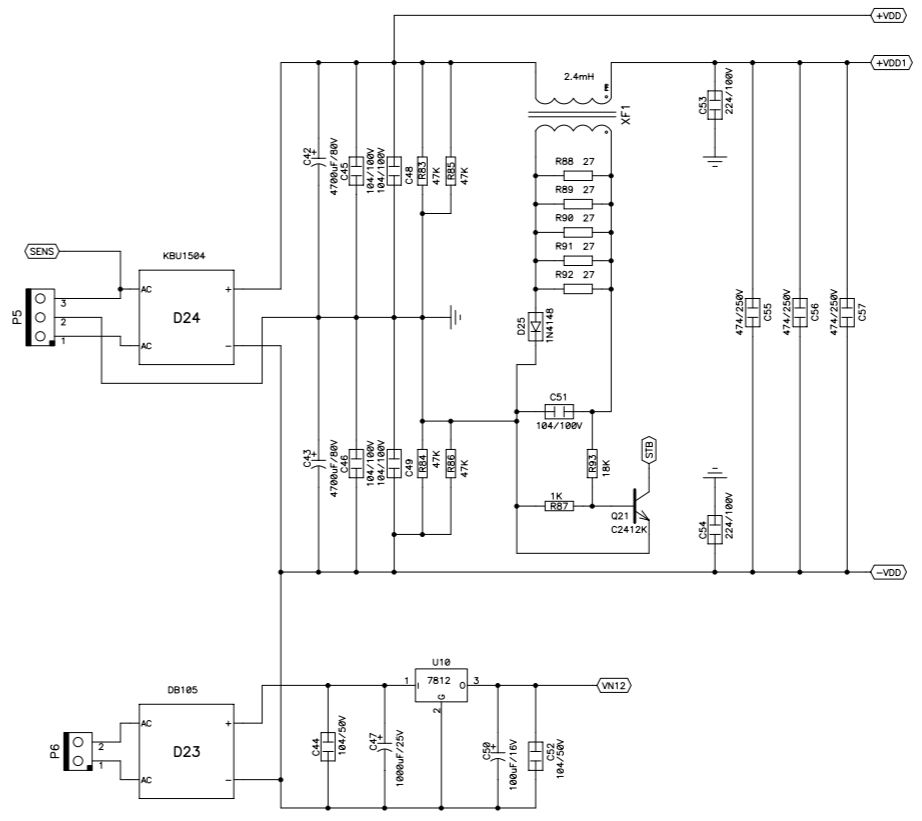 +VDD
+VDD1
2.4mH
XF1
C53
224/100V
C42
+
4700uF/80V
C45
104/100V
104/100V
C48
R83
47K
R85
47K
R88 27
R89 27
R90 27
R91 27
R92 27
SENS
KBU1504
P5
3
2
1
AC
+
D24
AC
-
D25
1N4148
474/250V
C55
474/250V
C56
474/250V
C57
C51
104/100V
C43
+
4700uF/80V
C46
104/100V
104/100V
C49
R84
47K
R86
47K
R93
18K
STB
1K
R87
Q21
C2412K
C54
224/100V
-VDD
DB105
P6
2
1
AC
+
D23
AC
-
U10
1
I
7812
O
3
G
2
VN12
C44
104/50V
C47
+
1000uF/25V
C50
+
100uF/16V
C52
104/50V